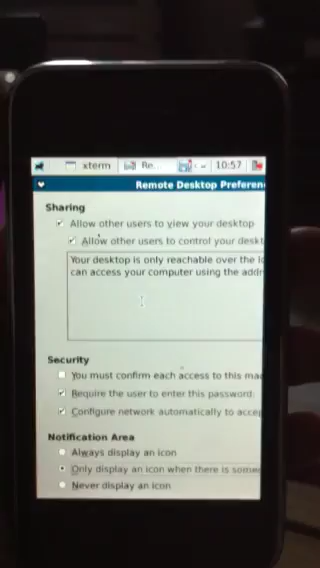 xterm Re... 10:57
Remote Desktop Preferen
Sharing
Allow other users to view your desktop
Allow other users to control your deskt
Your desktop is only reachable over the lo
can access your computer using the addr
Security
You must confirm each access to this mac
Require the user to enter this password:
Configure network automatically to accep
Notification Area
Always display an icon
Only display an icon when there is some
Never display an icon